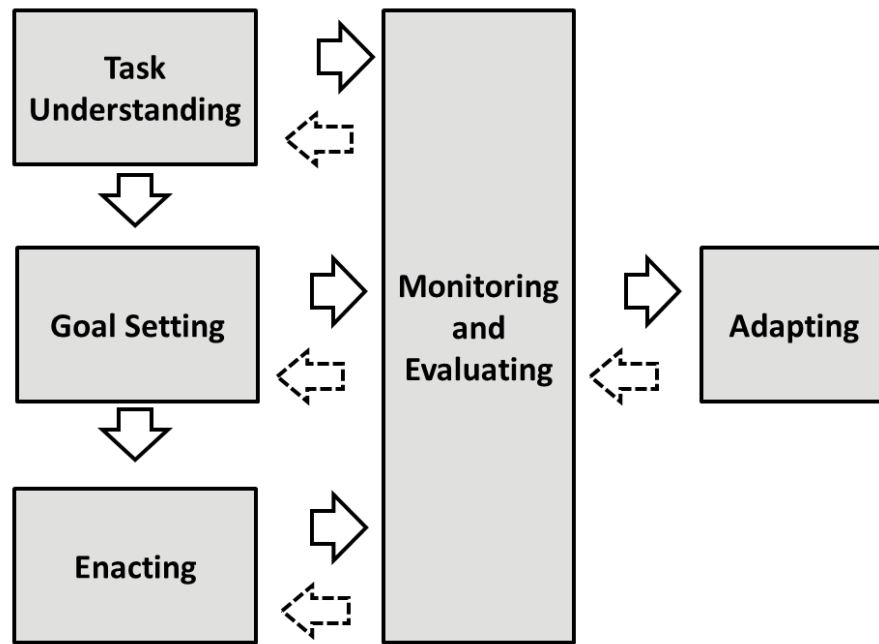 Task
Understanding
Goal Setting
Enacting
Monitoring
and
Evaluating
Adapting